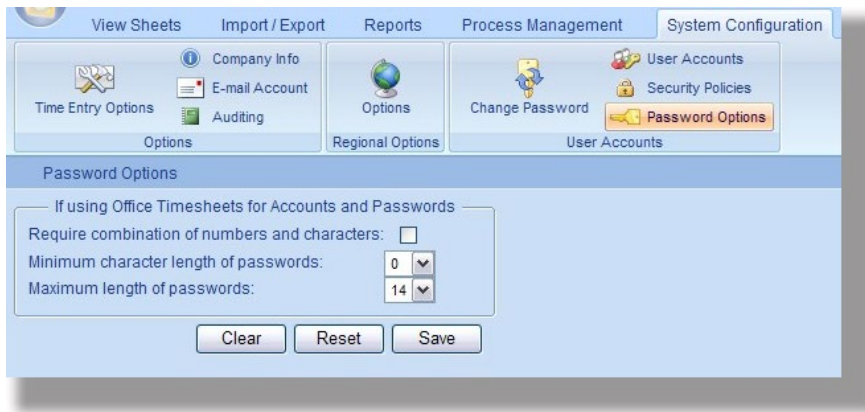 View Sheets Import / Export Reports Process Management System Configuration
Company Info User Accounts
E-mail Account Security Policies
Time Entry Options Auditing Options Change Password Password Options
Options Regional Options User Accounts
Password Options
If using Office Timesheets for Accounts and Passwords
Require combination of numbers and characters:
Minimum character length of passwords: 0
Maximum length of passwords: 14
Clear Reset Save